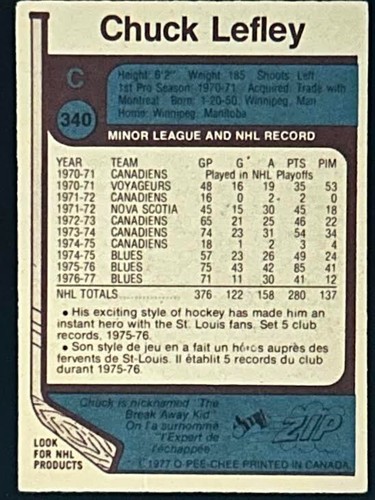 Chuck Lefley
C
340
Height: 6'2" Weight: 185 Shoots: Left
1st Pro Season: 1970-71 Acquired: Trade with
Montreal Born: 1-20-50, Winnipeg, Man
Home: Winnipeg, Manitoba
MINOR LEAGUE AND NHL RECORD
YEAR TEAM GP G A PTS PIM
1970-71 CANADIENS Played in NHL Playoffs
1970-71 VOYAGEURS 48 16 19 35 53
1971-72 CANADIENS 16 0 2 2 0
1971-72 NOVA SCOTIA 45 15 30 45 18
1972-73 CANADIENS 65 21 25 46 22
1973-74 CANADIENS 74 23 31 54 34
1974-75 CANADIENS 18 1 2 3 4
1974-75 BLUES 57 23 26 49 24
1975-76 BLUES 75 43 42 85 41
1976-77 BLUES 71 11 30 41 12
NHL TOTALS 376 122 158 280 137
• His exciting style of hockey has made him an
instant hero with the St. Louis fans. Set 5 club
records, 1975-76.
• Son style de jeu en a fait un héros auprès des
fervents de St-Louis. Il établit 5 records du club
durant 1975-76.
Chuck is nicknamed "The
Break Away Kid"
On l'a surnommé
"l'Expert de
l'échappée"
ZIP
LOOK
FOR NHL
PRODUCTS
©1977 O-PEE-CHEE PRINTED IN CANADA